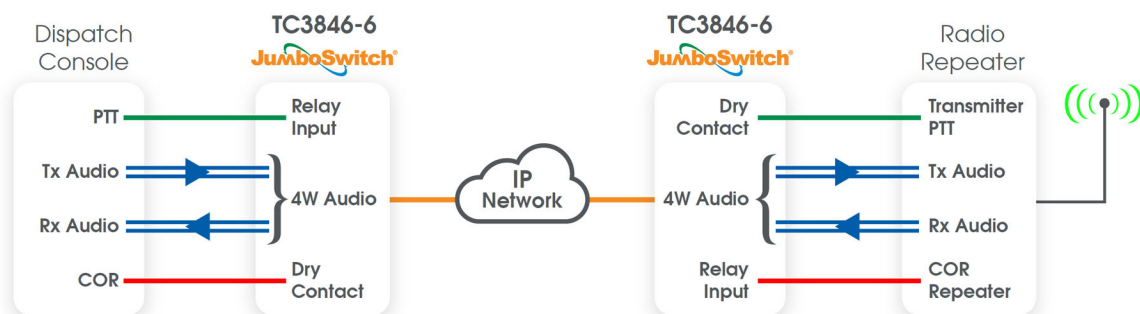 Dispatch
Console
TC3846-6
JumboSwitch®
TC3846-6
JumboSwitch®
Radio
Repeater
PTT
Tx Audio
Rx Audio
COR
Relay
Input
4W Audio
Dry
Contact
IP
Network
Dry
Contact
4W Audio
Relay
Input
Transmitter
PTT
Tx Audio
Rx Audio
COR
Repeater